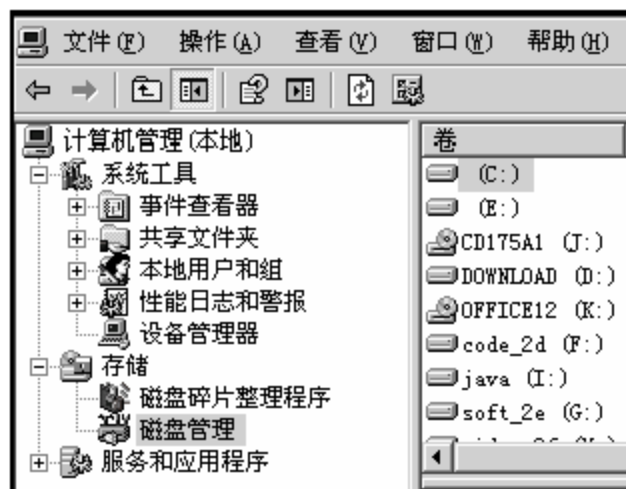 文件(F) 操作(A) 查看(V) 窗口(W) 帮助(H)
计算机管理(本地)
系统工具
事件查看器
共享文件夹
本地用户和组
性能日志和警报
设备管理器
存储
磁盘碎片整理程序
磁盘管理
服务和应用程序
卷
(C:)
(E:)
CD175A1 (J:)
DOWNLOAD (D:)
OFFICE12 (K:)
code_2d (F:)
java (I:)
soft_2e (G:)